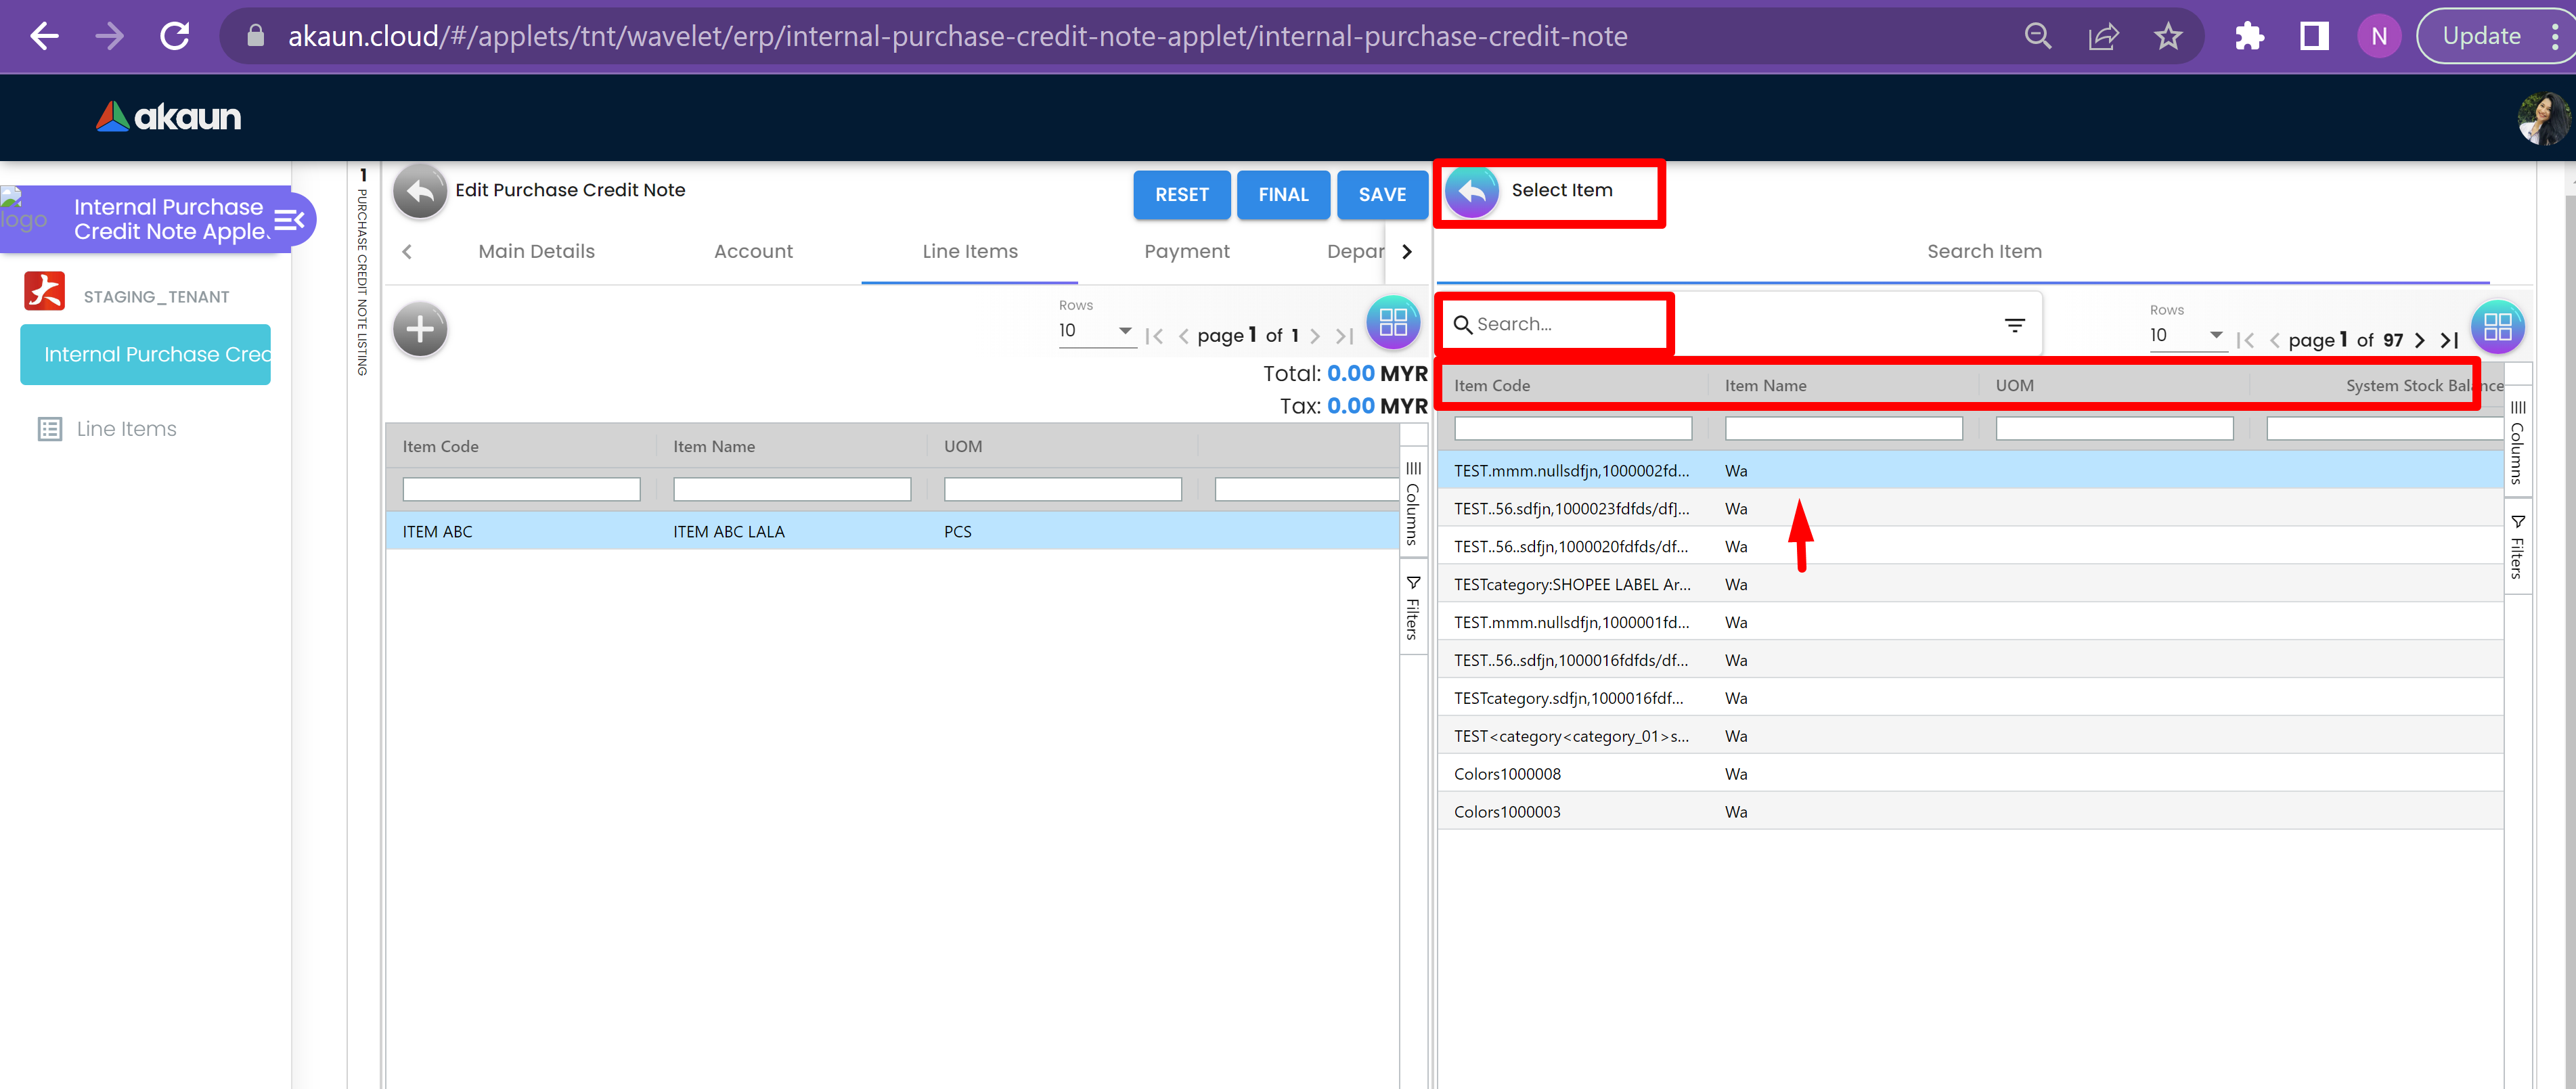 akaun.cloud/#/applets/tnt/wavelet/erp/internal-purchase-credit-note-applet/internal-purchase-credit-note
N
Update
akaun
logo
Internal Purchase
Credit Note Apple
STAGING_TENANT
Internal Purchase Cred
Line Items
1
PURCHASE CREDIT NOTE LISTING
Edit Purchase Credit Note
RESET
FINAL
SAVE
Main Details
Account
Line Items
Payment
Depar
Rows
10
page 1 of 1
Total: 0.00 MYR
Tax: 0.00 MYR
Item Code
Item Name
UOM
ITEM ABC
ITEM ABC LALA
PCS
Columns
Filters
Select Item
Search Item
Search...
Rows
10
page 1 of 97
Item Code
Item Name
UOM
System Stock Balance
TEST.mmm.nullsdfjn,1000002fd... Wa
TEST..56.sdfjn,1000023fdfds/df]... Wa
TEST..56..sdfjn,1000020fdfds/df... Wa
TESTcategory:SHOPEE LABEL Ar... Wa
TEST.mmm.nullsdfjn,1000001fd... Wa
TEST..56..sdfjn,1000016fdfds/df... Wa
TESTcategory.sdfjn,1000016fdf... Wa
TEST<category<category_01>s... Wa
Colors1000008 Wa
Colors1000003 Wa
Columns
Filters